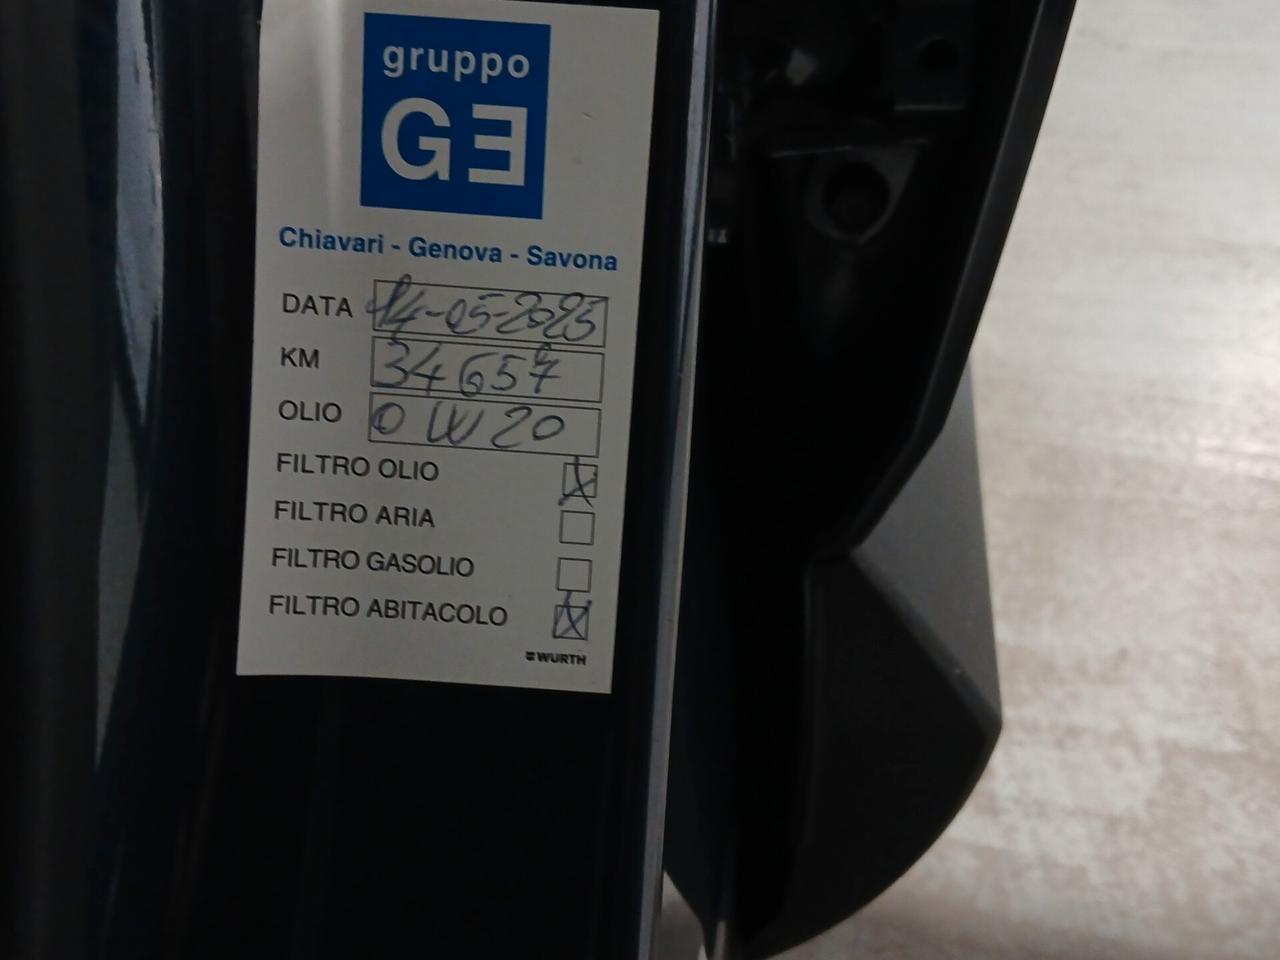 gruppo
GE
Chiavari - Genova - Savona
DATA 14-05-2025
KM 34657
OLIO 0W20
FILTRO OLIO X
FILTRO ARIA
FILTRO GASOLIO
FILTRO ABITACOLO X
WURTH